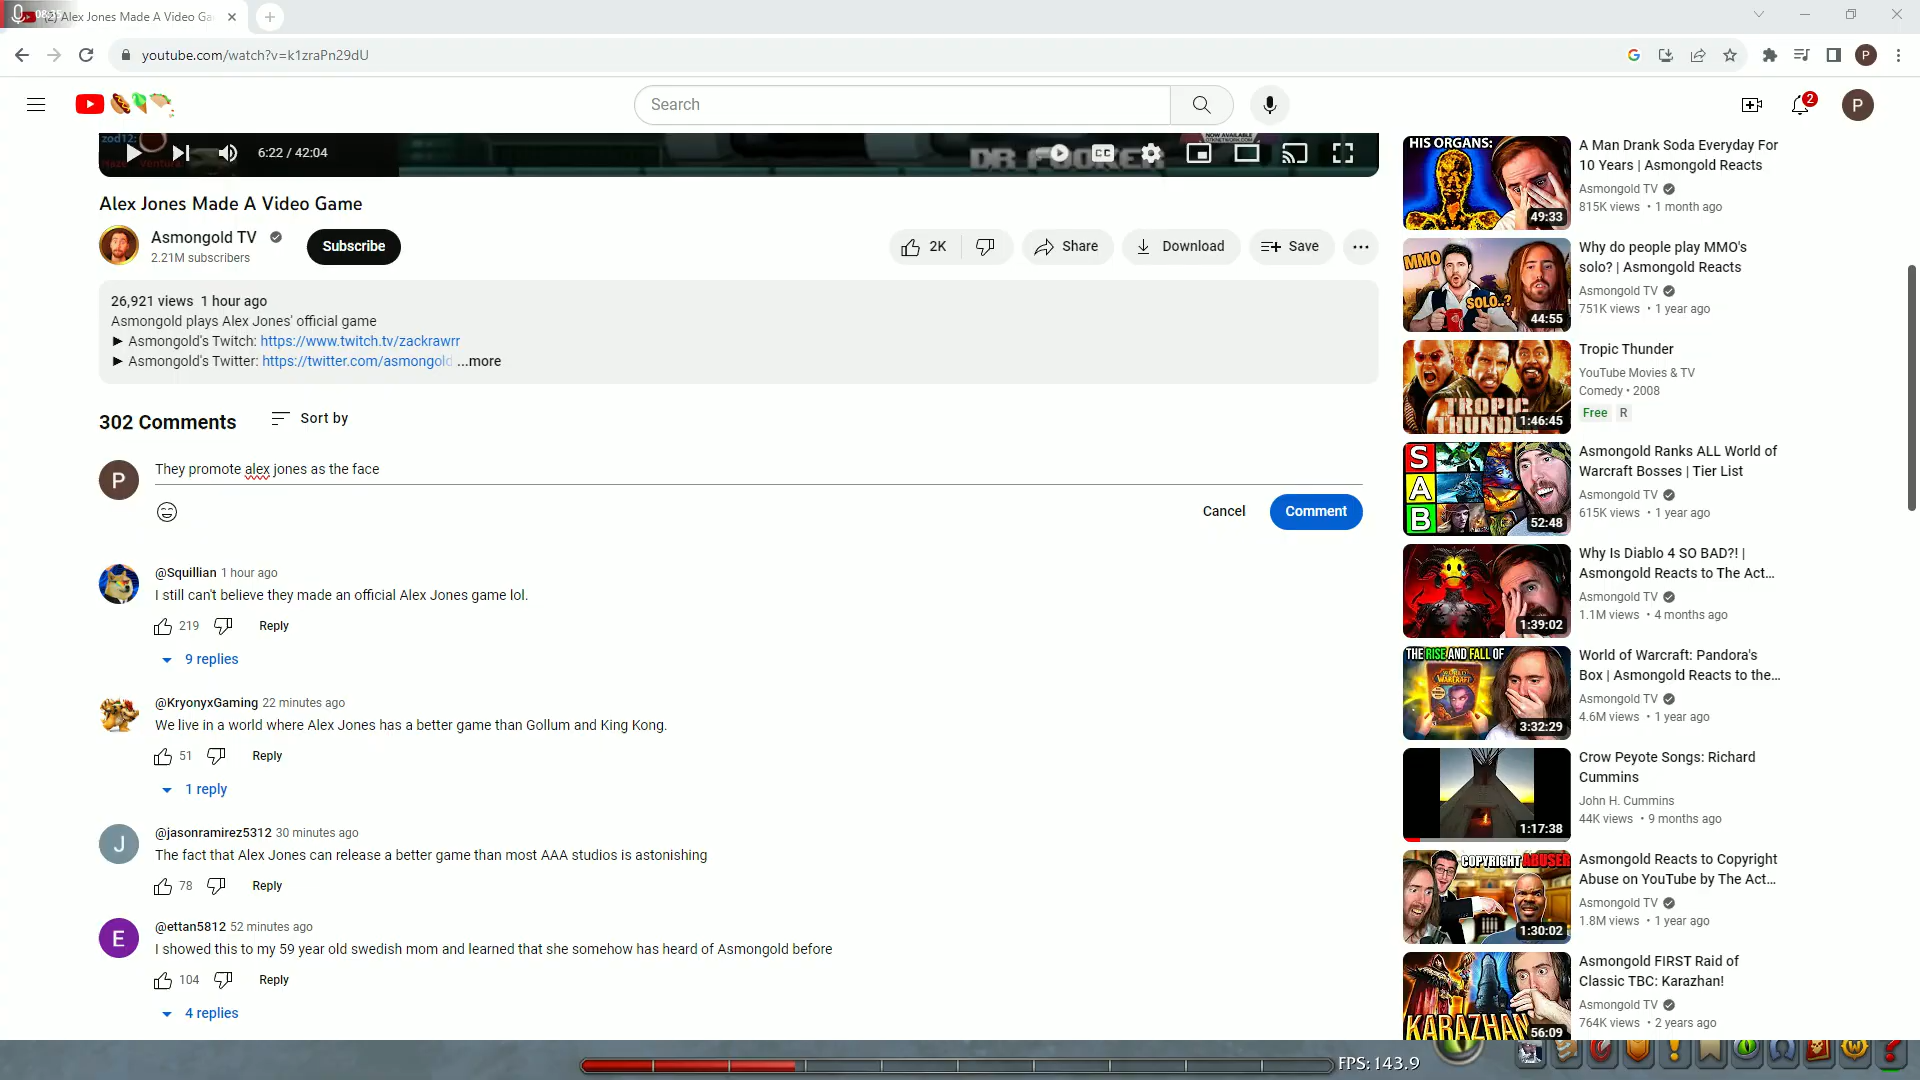 (2) Alex Jones Made A Video Ga
youtube.com/watch?v=k1zraPn29dU
P
Search
2
P
zod12:
6:22 / 42:04
CC
NOW AVAILABLE
DR FOOKER
Alex Jones Made A Video Game
Asmongold TV
2.21M subscribers
Subscribe
2K
Share
Download
Save
26,921 views 1 hour ago
Asmongold plays Alex Jones' official game
► Asmongold's Twitch: https://www.twitch.tv/zackrawrr
► Asmongold's Twitter: https://twitter.com/asmongold ...more
302 Comments
Sort by
P
They promote alex jones as the face
Cancel
Comment
@Squillian 1 hour ago
I still can't believe they made an official Alex Jones game lol.
219
Reply
9 replies
@KryonyxGaming 22 minutes ago
We live in a world where Alex Jones has a better game than Gollum and King Kong.
51
Reply
1 reply
J
@jasonramirez5312 30 minutes ago
The fact that Alex Jones can release a better game than most AAA studios is astonishing
78
Reply
E
@ettan5812 52 minutes ago
I showed this to my 59 year old swedish mom and learned that she somehow has heard of Asmongold before
104
Reply
4 replies
HIS ORGANS:
49:33
A Man Drank Soda Everyday For
10 Years | Asmongold Reacts
Asmongold TV
815K views • 1 month ago
MMO
SOLO..?
44:55
Why do people play MMO's
solo? | Asmongold Reacts
Asmongold TV
751K views • 1 year ago
TROPIC
THUNDER
1:46:45
Tropic Thunder
YouTube Movies & TV
Comedy • 2008
Free R
S
A
B
52:48
Asmongold Ranks ALL World of
Warcraft Bosses | Tier List
Asmongold TV
615K views • 1 year ago
1:39:02
Why Is Diablo 4 SO BAD?! |
Asmongold Reacts to The Act...
Asmongold TV
1.1M views • 4 months ago
THE RISE AND FALL OF
WARCRAFT
3:32:29
World of Warcraft: Pandora's
Box | Asmongold Reacts to the...
Asmongold TV
4.6M views • 1 year ago
1:17:38
Crow Peyote Songs: Richard
Cummins
John H. Cummins
44K views • 9 months ago
COPYRIGHT ABUSER
1:30:02
Asmongold Reacts to Copyright
Abuse on YouTube by The Act...
Asmongold TV
1.8M views • 1 year ago
KARAZHAN
56:09
Asmongold FIRST Raid of
Classic TBC: Karazhan!
Asmongold TV
764K views • 2 years ago
FPS: 143.9